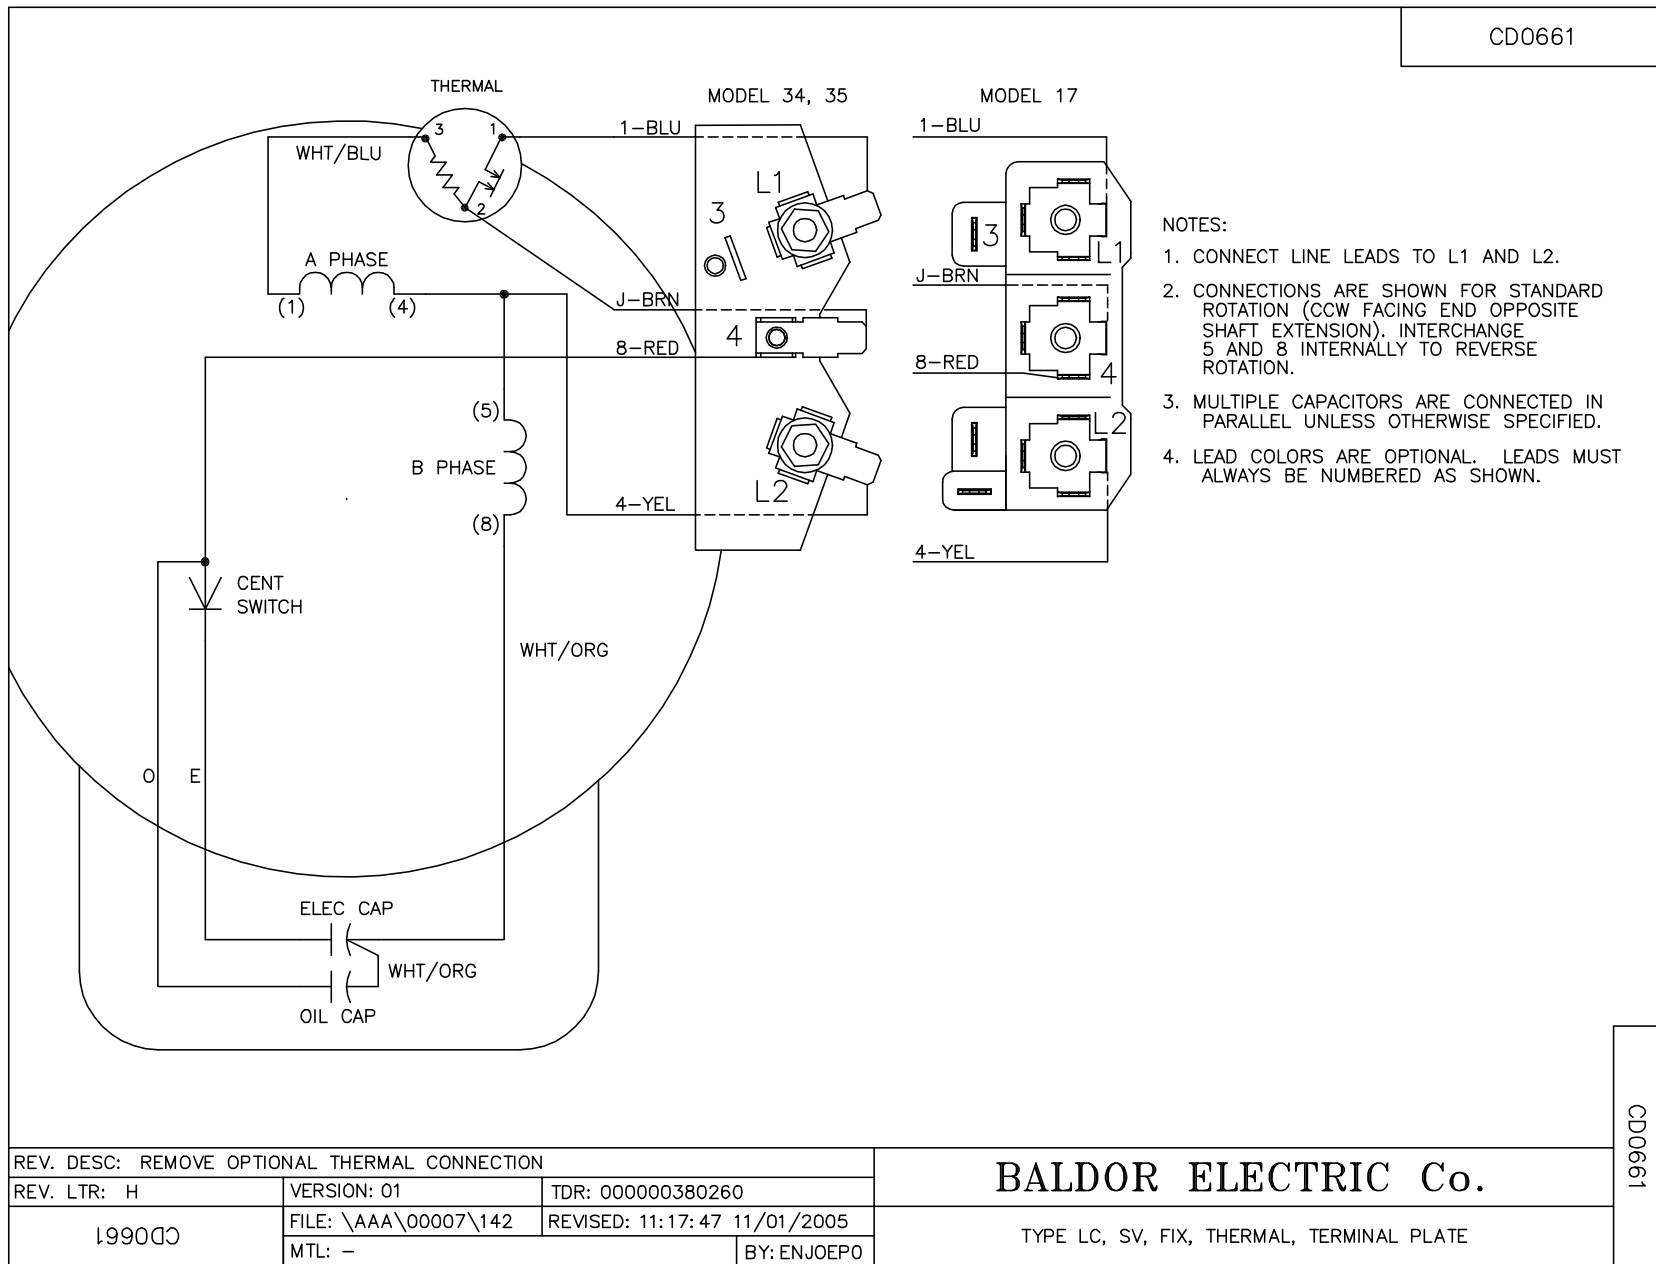 CD0661
THERMAL
MODEL 34, 35
MODEL 17
3
1
2
1-BLU
1-BLU
WHT/BLU
L1
3
3
L1
NOTES:
1. CONNECT LINE LEADS TO L1 AND L2.
2. CONNECTIONS ARE SHOWN FOR STANDARD
ROTATION (CCW FACING END OPPOSITE
SHAFT EXTENSION). INTERCHANGE
5 AND 8 INTERNALLY TO REVERSE
ROTATION.
3. MULTIPLE CAPACITORS ARE CONNECTED IN
PARALLEL UNLESS OTHERWISE SPECIFIED.
4. LEAD COLORS ARE OPTIONAL. LEADS MUST
ALWAYS BE NUMBERED AS SHOWN.
A PHASE
(1)
(4)
J-BRN
J-BRN
4
8-RED
8-RED
4
(5)
L2
B PHASE
L2
4-YEL
(8)
4-YEL
CENT
SWITCH
WHT/ORG
O
E
ELEC CAP
WHT/ORG
OIL CAP
CD0661
REV. DESC: REMOVE OPTIONAL THERMAL CONNECTION
REV. LTR: H
VERSION: 01
TDR: 000000380260
BALDOR ELECTRIC Co.
CD0661
FILE: \AAA\00007\142
REVISED: 11:17:47 11/01/2005
MTL: -
BY: ENJOEP0
TYPE LC, SV, FIX, THERMAL, TERMINAL PLATE